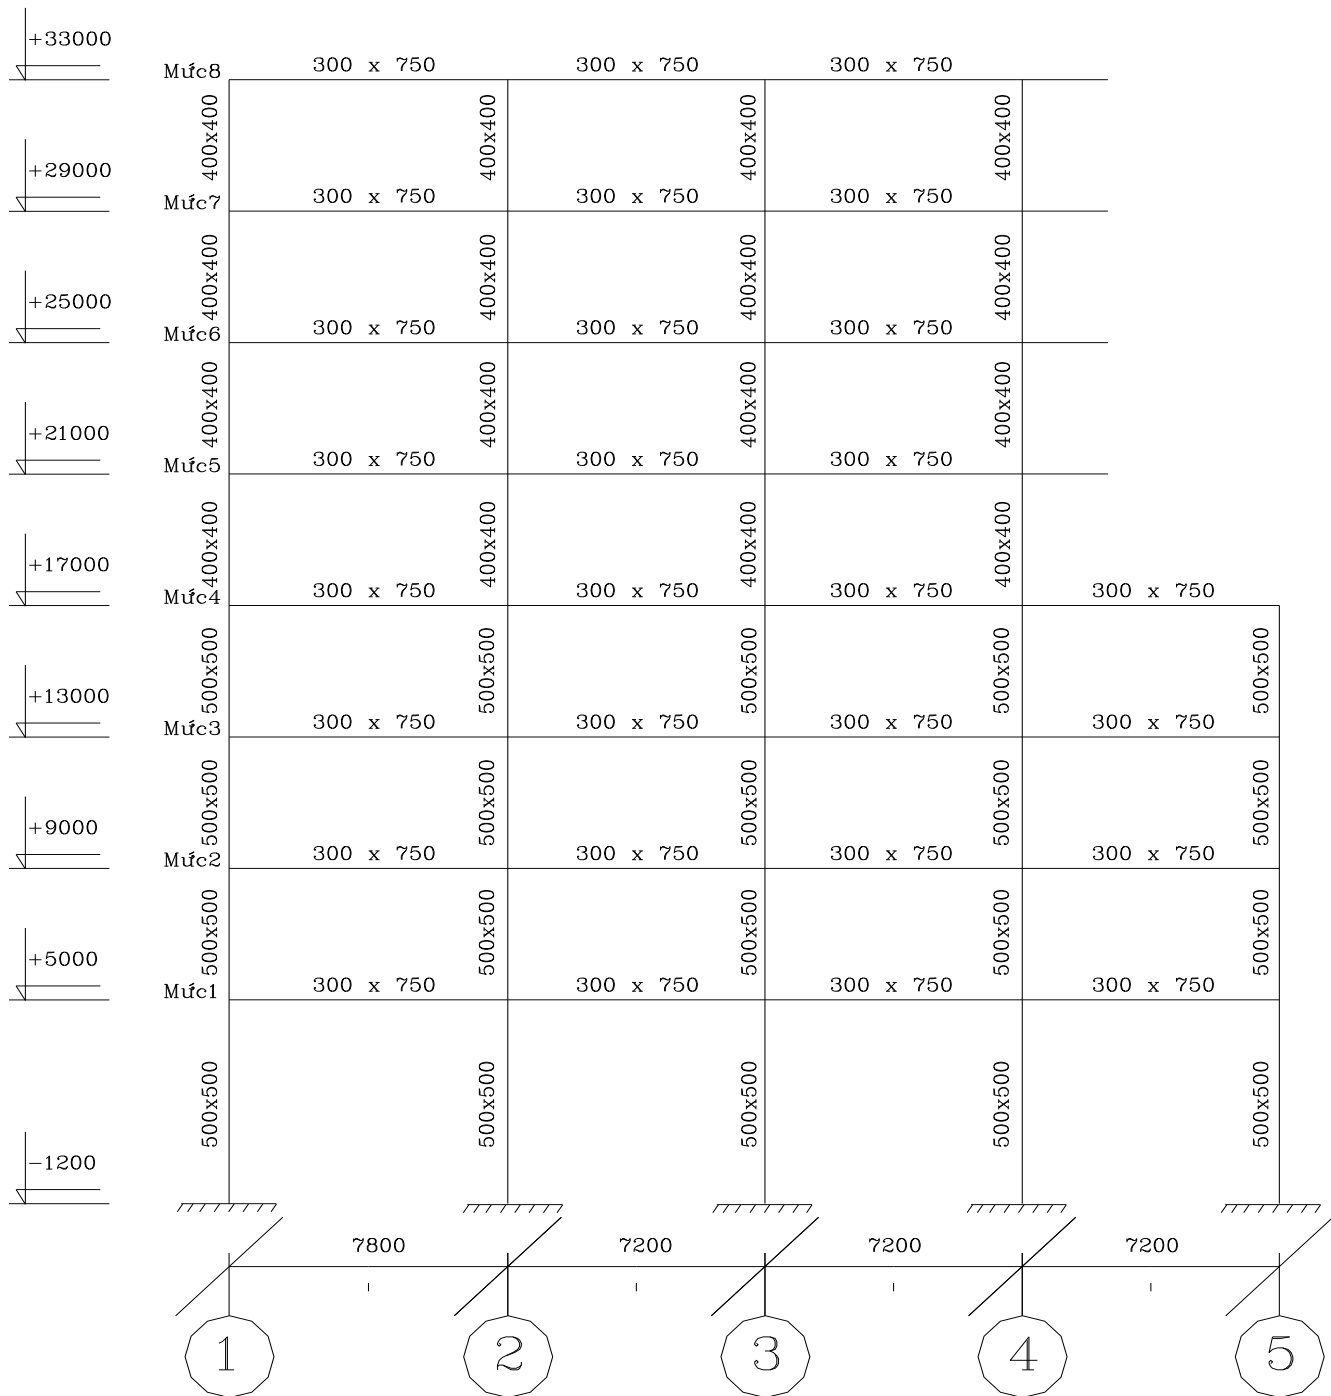 +33000
Mức8 300 x 750 300 x 750 300 x 750
400x400 400x400 400x400 400x400
+29000
Mức7 300 x 750 300 x 750 300 x 750
400x400 400x400 400x400 400x400
+25000
Mức6 300 x 750 300 x 750 300 x 750
400x400 400x400 400x400 400x400
+21000
Mức5 300 x 750 300 x 750 300 x 750
400x400 400x400 400x400 400x400
+17000
Mức4 300 x 750 300 x 750 300 x 750 300 x 750
500x500 500x500 500x500 500x500 500x500
+13000
Mức3 300 x 750 300 x 750 300 x 750 300 x 750
500x500 500x500 500x500 500x500 500x500
+9000
Mức2 300 x 750 300 x 750 300 x 750 300 x 750
500x500 500x500 500x500 500x500 500x500
+5000
Mức1 300 x 750 300 x 750 300 x 750 300 x 750
500x500 500x500 500x500 500x500 500x500
-1200
7800 7200 7200 7200
1 2 3 4 5